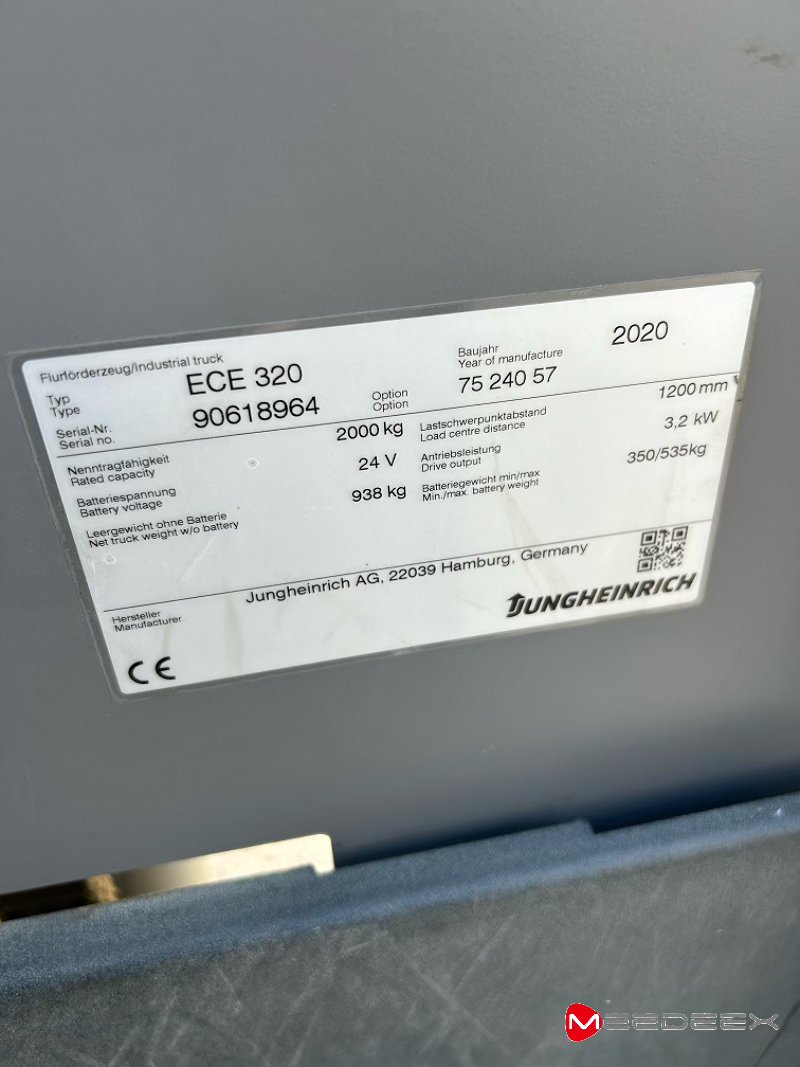 Flurförderzeug/Industrial truck
Typ
Type
ECE 320
Baujahr
Year of manufacture
2020
Serial-Nr.
Serial no.
90618964
Option
Option
75 240 57
Nenntragfähigkeit
Rated capacity
2000 kg
Lastschwerpunktabstand
Load centre distance
1200 mm
Batteriespannung
Battery voltage
24 V
Antriebsleistung
Drive output
3,2 kW
Leergewicht ohne Batterie
Net truck weight w/o battery
938 kg
Batteriegewicht min/max
Min./max. battery weight
350/535kg
Hersteller
Manufacturer
Jungheinrich AG, 22039 Hamburg, Germany
JUNGHEINRICH
CE
MEEDEEX